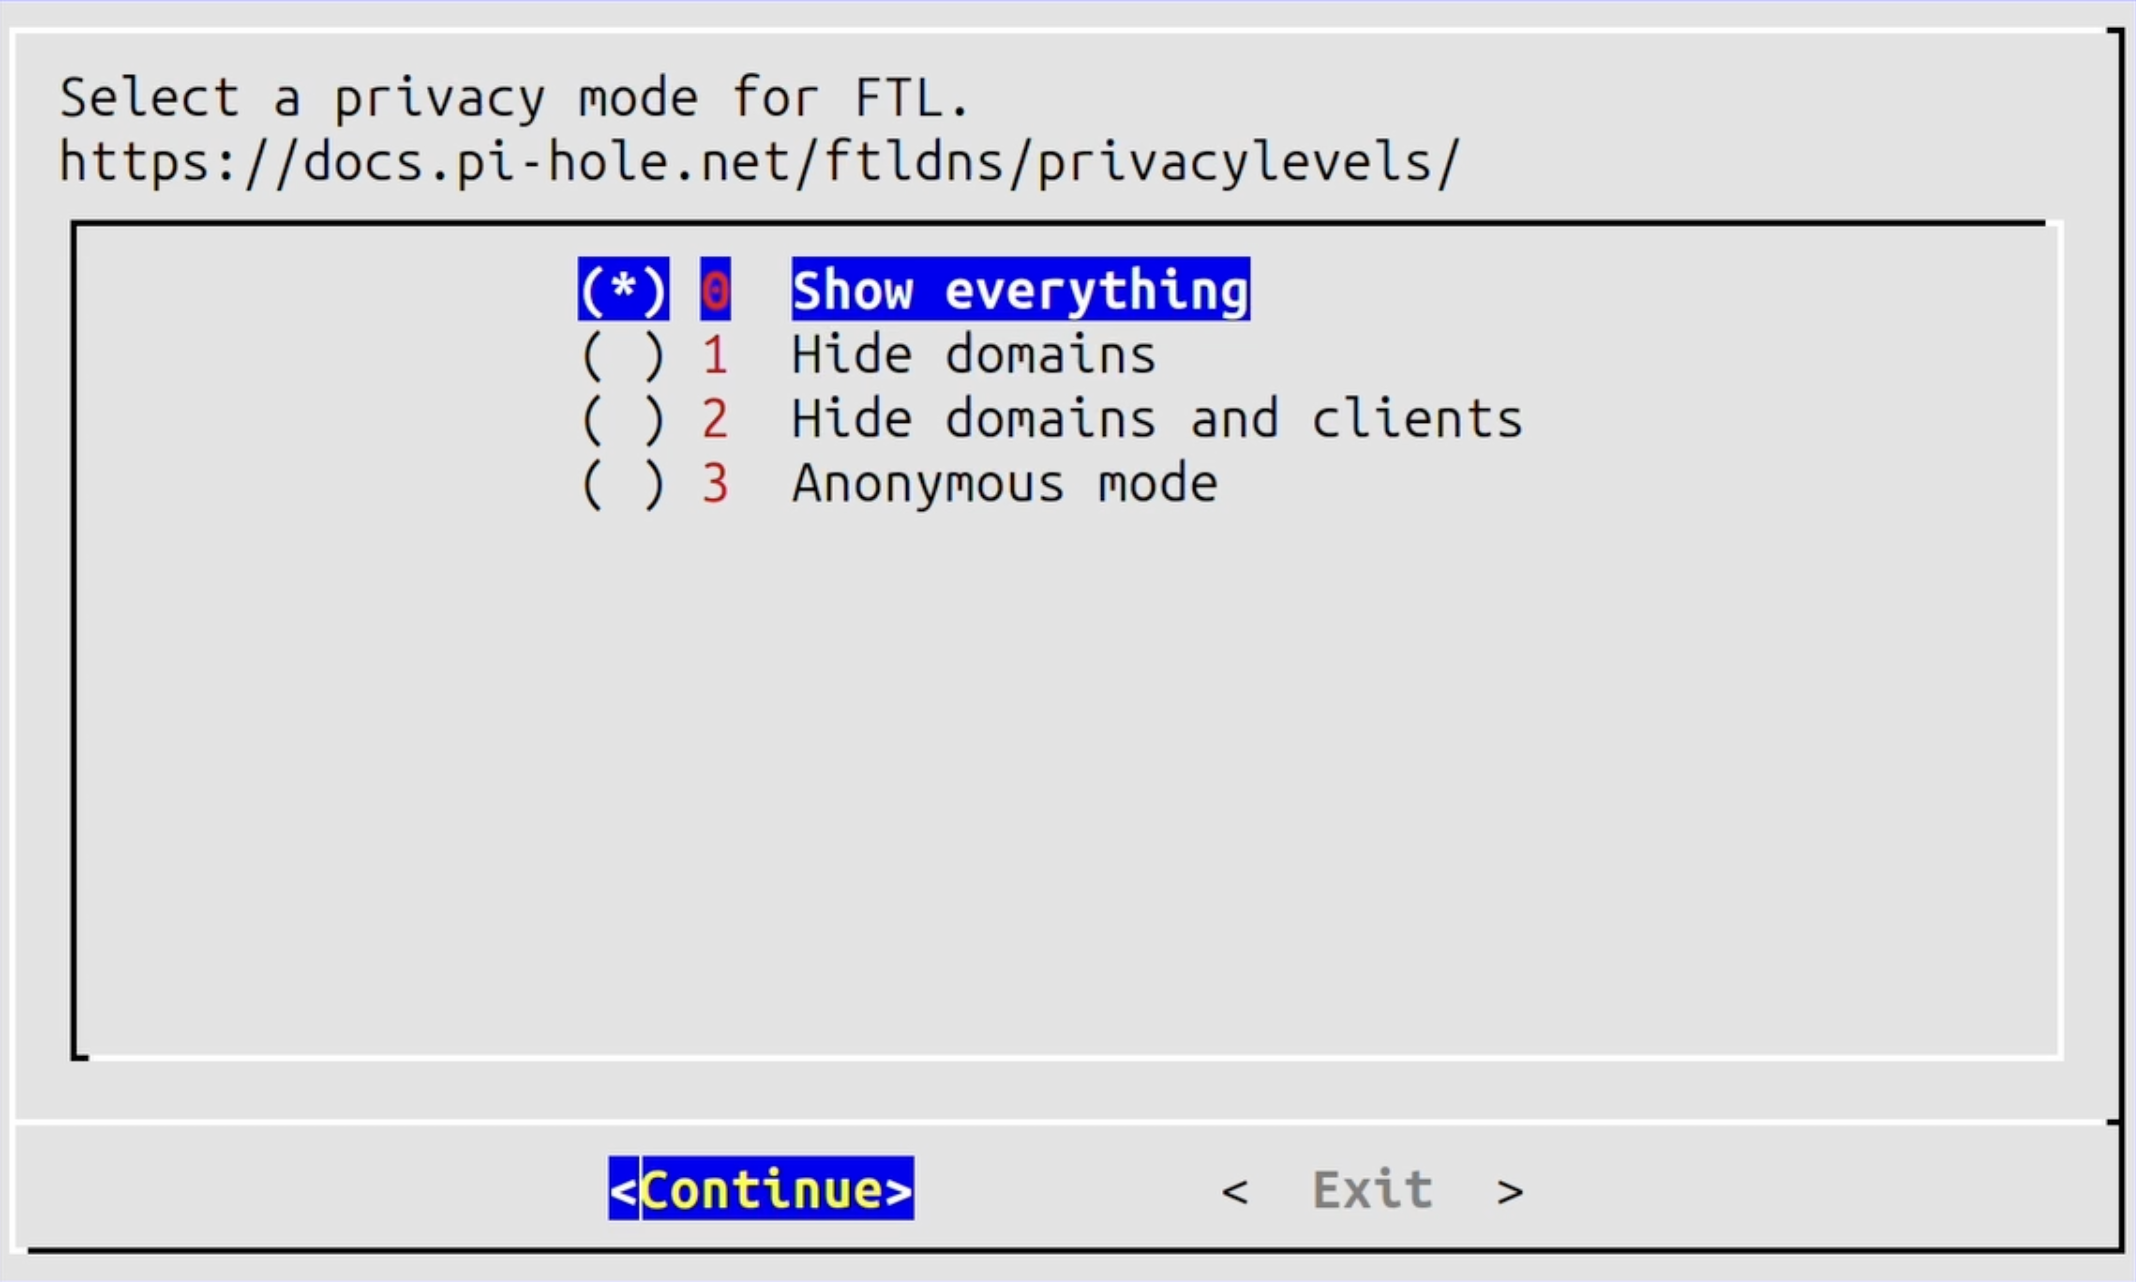 Select a privacy mode for FTL.
https://docs.pi-hole.net/ftldns/privacylevels/
(*) 0 Show everything
( ) 1 Hide domains
( ) 2 Hide domains and clients
( ) 3 Anonymous mode
<Continue> < Exit >